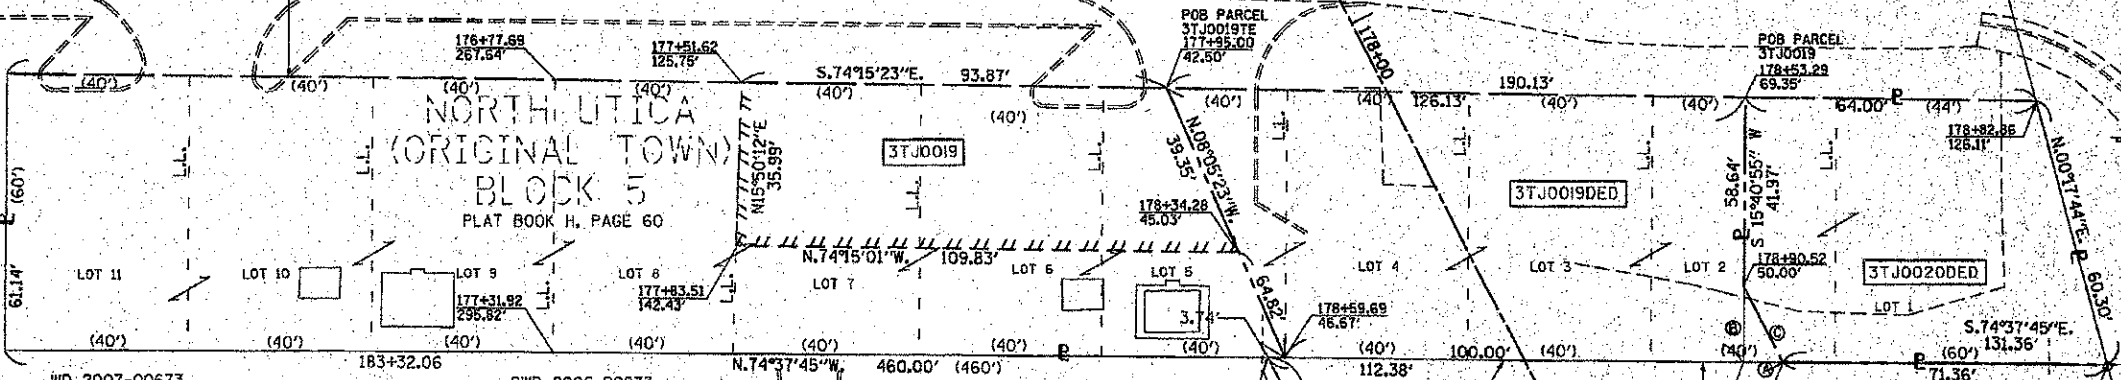 POB PARCEL
3TJ0019TE
177+95.00
42.50'
178+00
POB PARCEL
3TJ0019
178+53.29
69.35'
176+77.69
267.64'
177+51.62
125.75'
S.74°15'23"E. 93.87'
190.13'
(40') (40') (40') (40') (40') (40') (40') 126.13' (40') (40') 64.00' P (44')
(40')
178+82.86
126.11'
NORTH UTICA
(ORIGINAL TOWN)
BLOCK 5
PLAT BOOK H, PAGE 60
N15°50'12"E.
35.99'
3TJ0019
N.08°05'23"W.
39.35'
3TJ0019DED
58.64'
S 15°40'55" W
41.97'
N.00°17'44"E.
60.30'
L.L. L.L. L.L. L.L. L.L. L.L. L.L. L.L.
(60')
61.14'
178+34.28
45.03'
N.74°15'01"W. 109.83'
LOT 11 LOT 10 LOT 9 LOT 8 LOT 7 LOT 6 LOT 5 LOT 4 LOT 3 LOT 2 LOT 1
178+90.52
50.00'
3TJ0020DED
177+31.92
295.82'
177+83.51
142.43'
L.L. L.L.
64.82'
178+59.69
46.67'
3.74'
B C
S.74°37'45"E.
131.36'
(40') (40') (40') (40') (40') (40') P (40') (40') 100.00' (40') (40') (60')
183+32.06
N.74°37'45"W. 460.00' (460')
112.38'
A
P
71.36'
WD 2007-00673